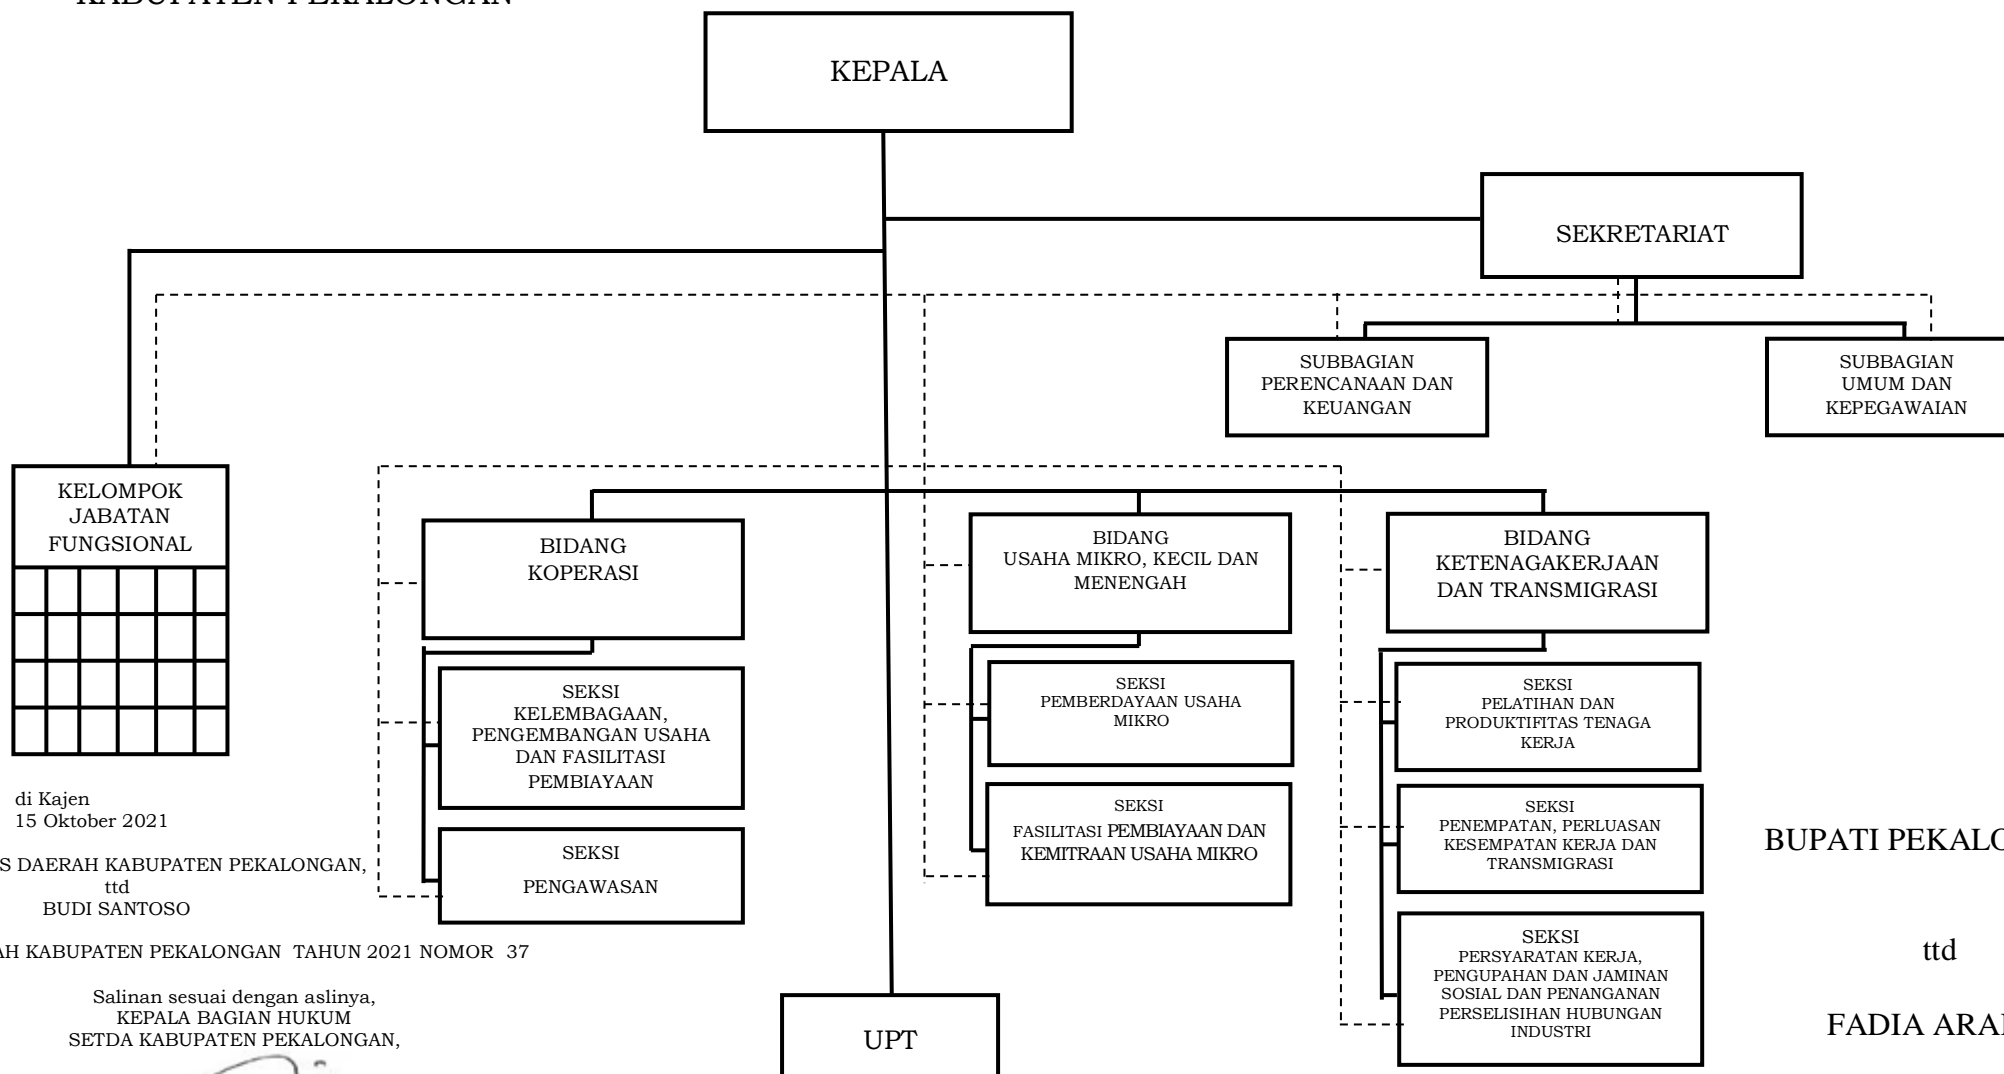 KABUPATEN PEKALONGAN
KEPALA
SEKRETARIAT
SUBBAGIAN
PERENCANAAN DAN
KEUANGAN
SUBBAGIAN
UMUM DAN
KEPEGAWAIAN
KELOMPOK
JABATAN
FUNGSIONAL
BIDANG
KOPERASI
BIDANG
USAHA MIKRO, KECIL DAN
MENENGAH
BIDANG
KETENAGAKERJAAN
DAN TRANSMIGRASI
SEKSI
KELEMBAGAAN,
PENGEMBANGAN USAHA
DAN FASILITASI
PEMBIAYAAN
SEKSI
PENGAWASAN
SEKSI
PEMBERDAYAAN USAHA
MIKRO
SEKSI
FASILITASI PEMBIAYAAN DAN
KEMITRAAN USAHA MIKRO
SEKSI
PELATIHAN DAN
PRODUKTIFITAS TENAGA
KERJA
SEKSI
PENEMPATAN, PERLUASAN
KESEMPATAN KERJA DAN
TRANSMIGRASI
SEKSI
PERSYARATAN KERJA,
PENGUPAHAN DAN JAMINAN
SOSIAL DAN PENANGANAN
PERSELISIHAN HUBUNGAN
INDUSTRI
UPT
di Kajen
15 Oktober 2021
S DAERAH KABUPATEN PEKALONGAN,
ttd
BUDI SANTOSO
AH KABUPATEN PEKALONGAN TAHUN 2021 NOMOR 37
Salinan sesuai dengan aslinya,
KEPALA BAGIAN HUKUM
SETDA KABUPATEN PEKALONGAN,
BUPATI PEKALO
ttd
FADIA ARA